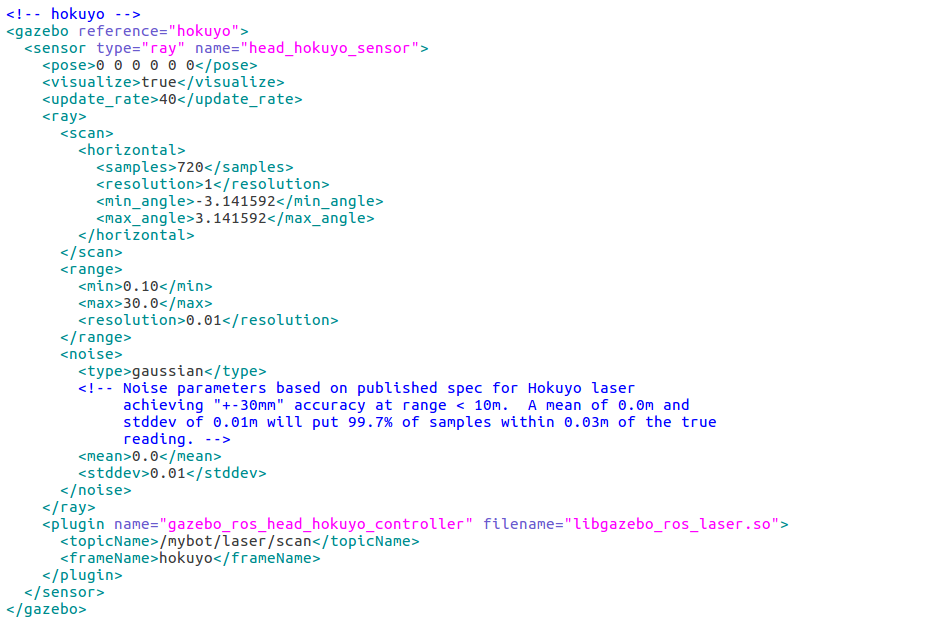 <!-- hokuyo -->
<gazebo reference="hokuyo">
  <sensor type="ray" name="head_hokuyo_sensor">
    <pose>0 0 0 0 0 0</pose>
    <visualize>true</visualize>
    <update_rate>40</update_rate>
    <ray>
      <scan>
        <horizontal>
          <samples>720</samples>
          <resolution>1</resolution>
          <min_angle>-3.141592</min_angle>
          <max_angle>3.141592</max_angle>
        </horizontal>
      </scan>
      <range>
        <min>0.10</min>
        <max>30.0</max>
        <resolution>0.01</resolution>
      </range>
      <noise>
        <type>gaussian</type>
        <!-- Noise parameters based on published spec for Hokuyo laser
             achieving "+-30mm" accuracy at range < 10m.  A mean of 0.0m and
             stddev of 0.01m will put 99.7% of samples within 0.03m of the true
             reading. -->
        <mean>0.0</mean>
        <stddev>0.01</stddev>
      </noise>
    </ray>
    <plugin name="gazebo_ros_head_hokuyo_controller" filename="libgazebo_ros_laser.so">
      <topicName>/mybot/laser/scan</topicName>
      <frameName>hokuyo</frameName>
    </plugin>
  </sensor>
</gazebo>